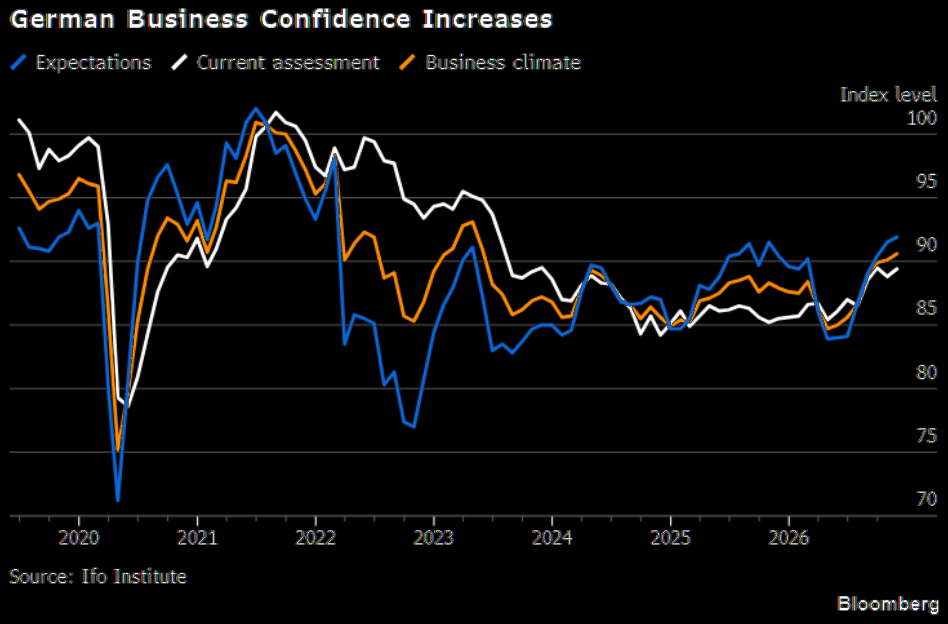 German Business Confidence Increases
Expectations Current assessment Business climate
Index level
100
95
90
85
80
75
70
2020 2021 2022 2023 2024 2025 2026
Source: Ifo Institute
Bloomberg